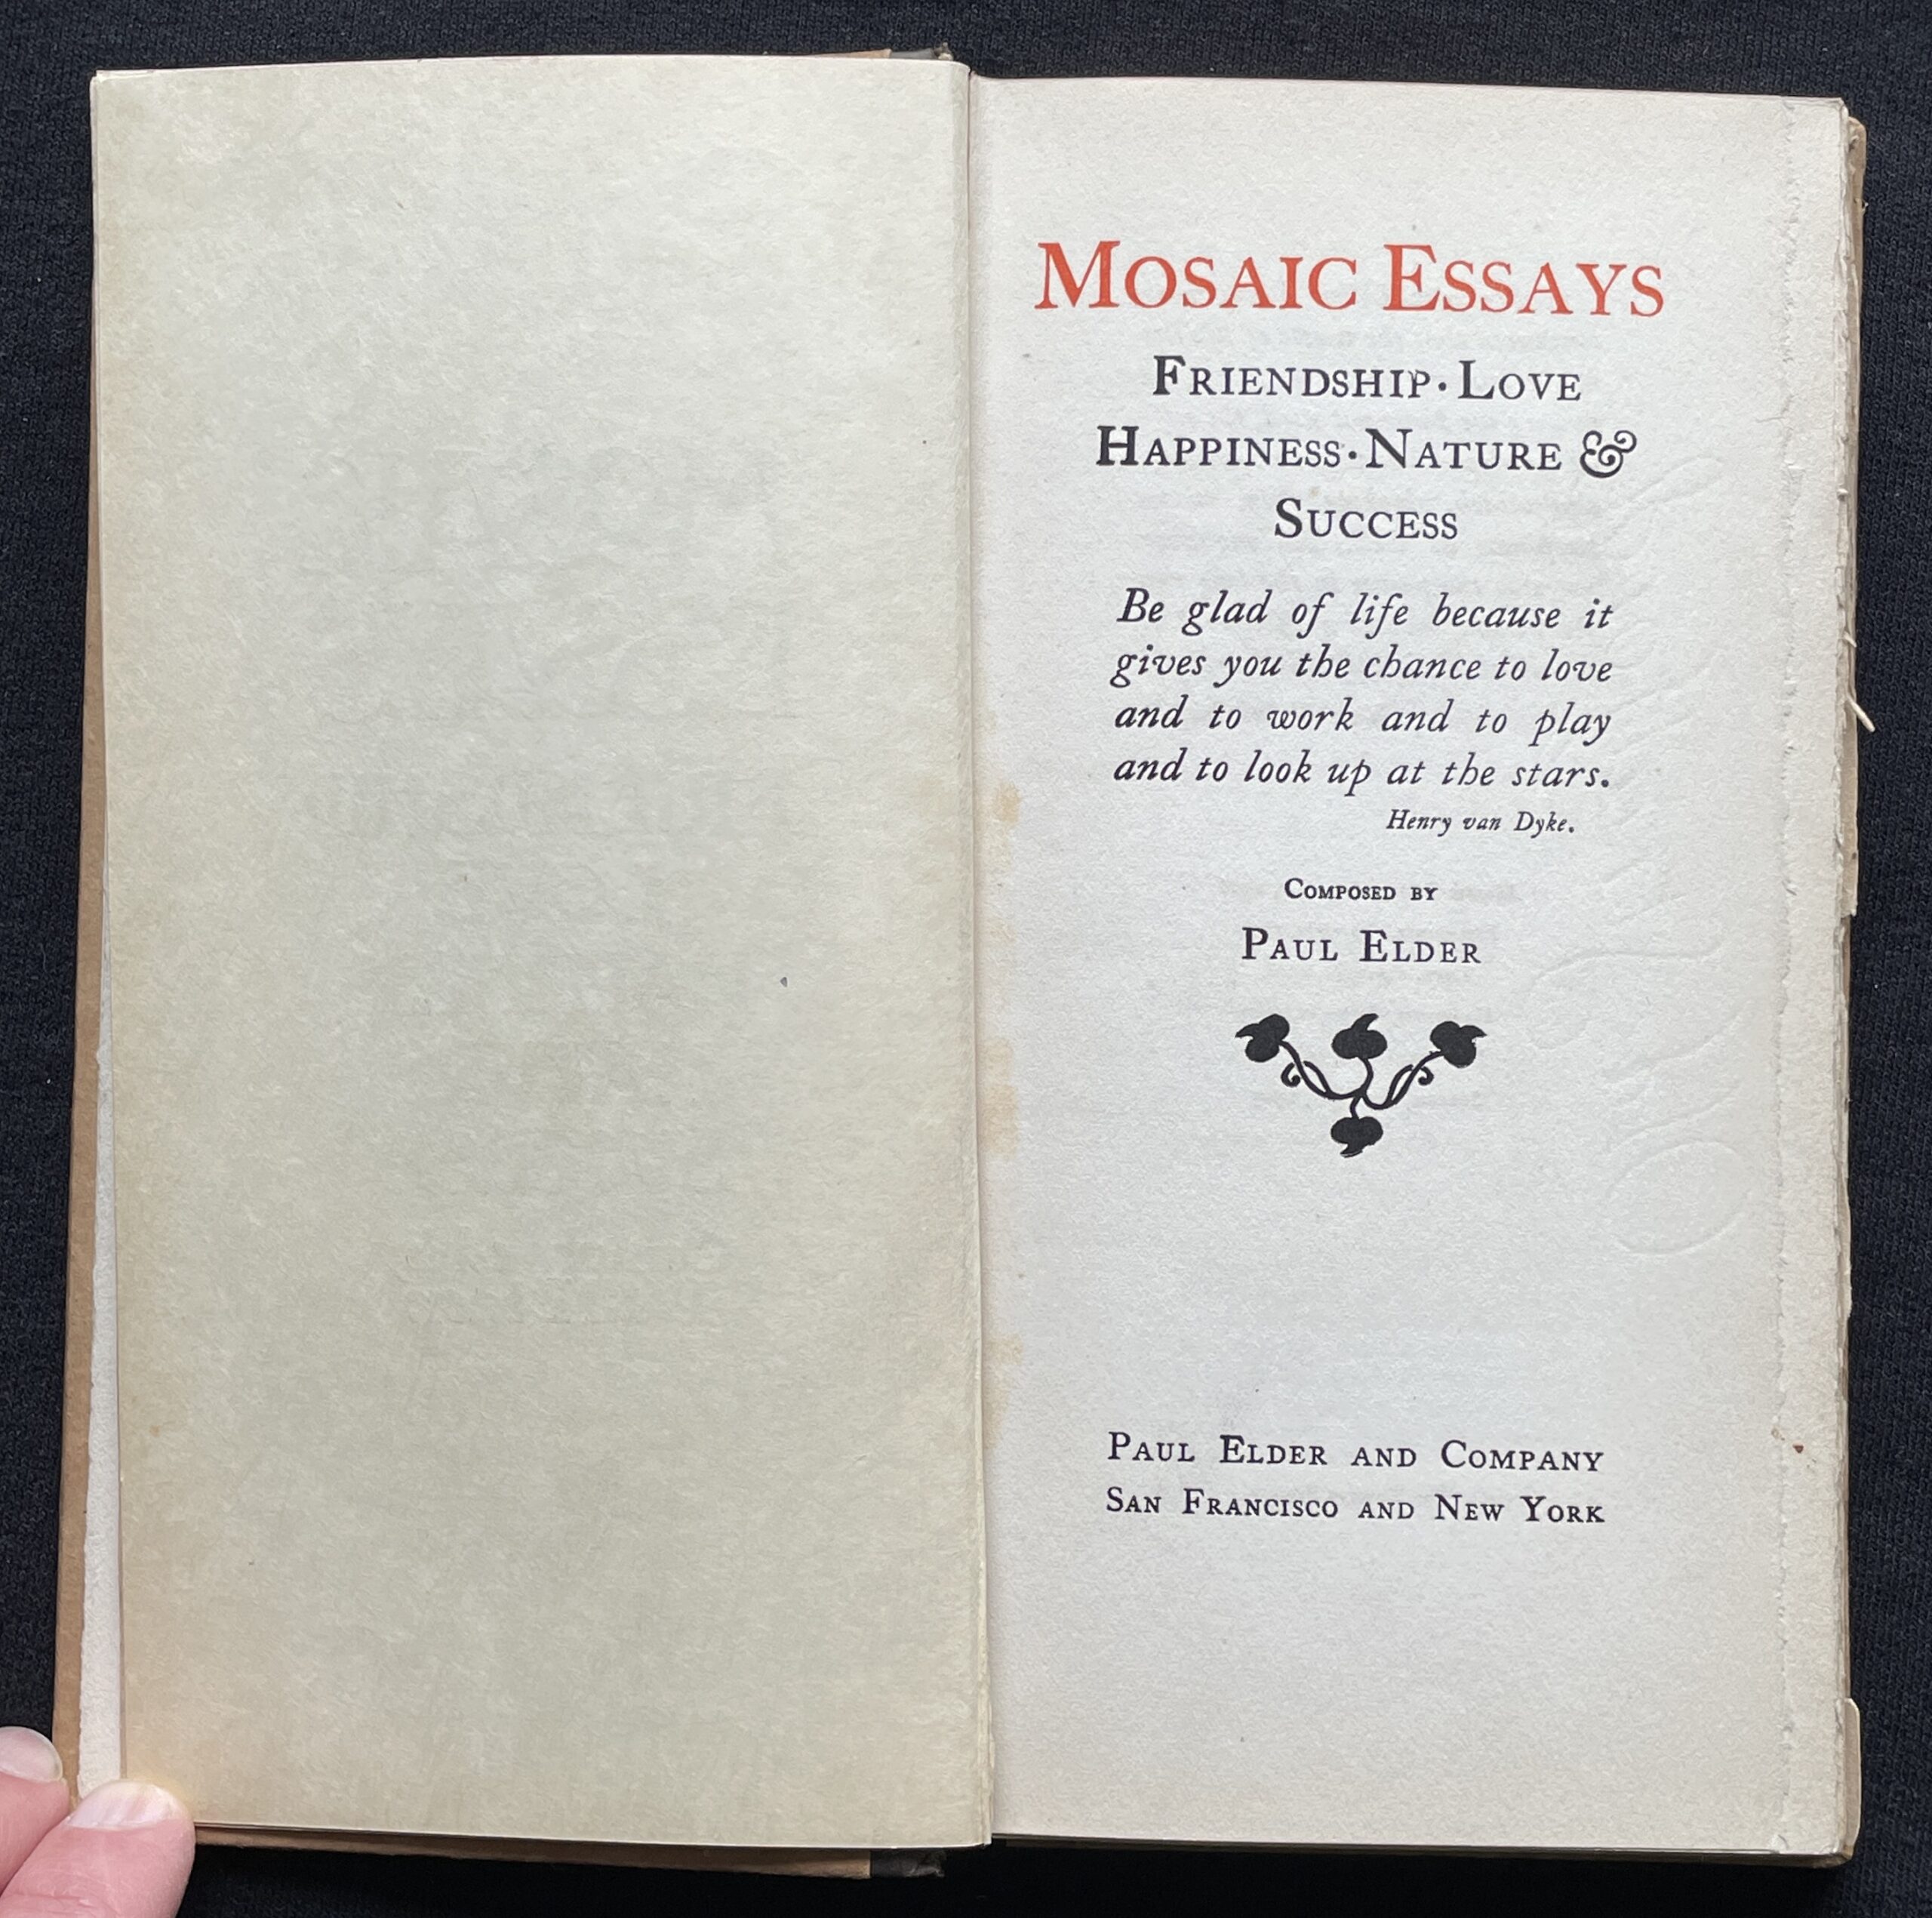 Mosaic Essays
Friendship · Love
Happiness · Nature &
Success
Be glad of life because it
gives you the chance to love
and to work and to play
and to look up at the stars.
Henry van Dyke.
Composed by
Paul Elder
Paul Elder and Company
San Francisco and New York